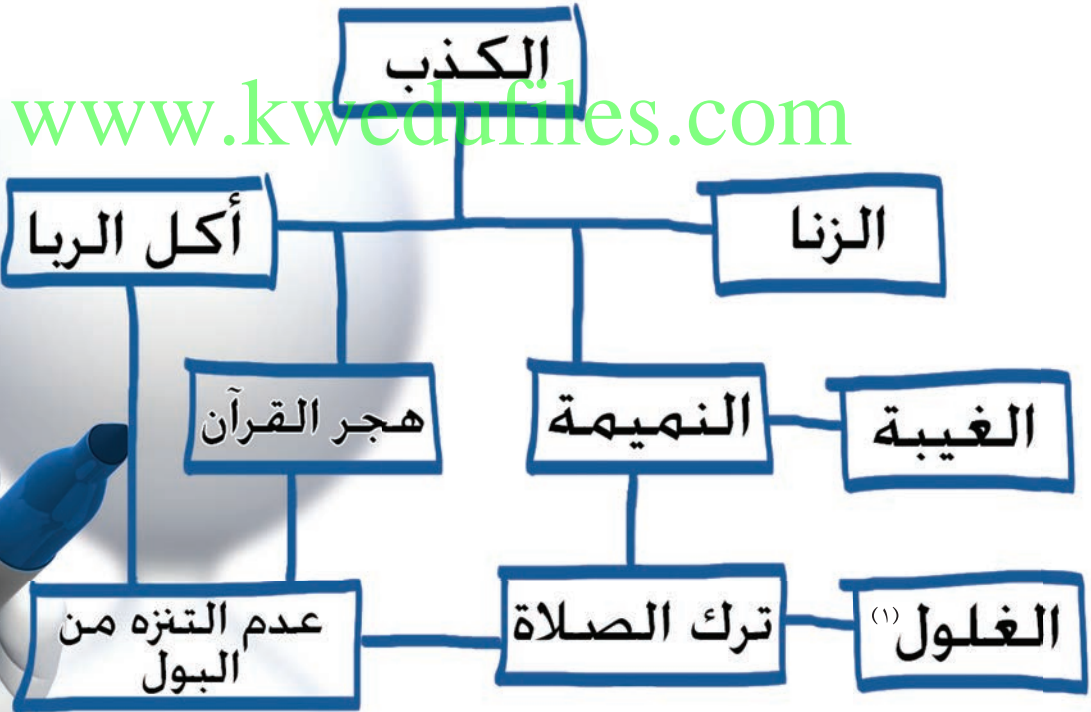 الكذب
www.kwedufiles.com
الزنا
أكل الربا
الغيبة
النميمة
هجر القرآن
الغلول (١)
ترك الصلاة
عدم التنزه من
البول